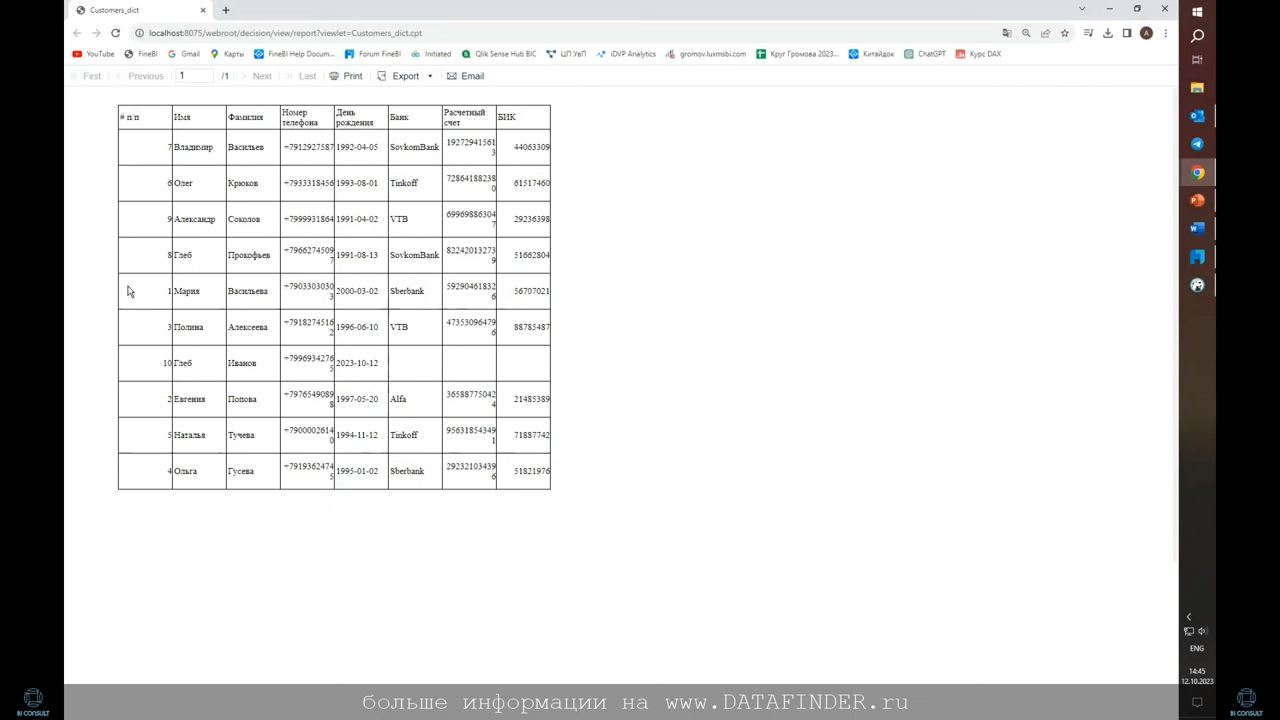 Customers_dict
localhost:8075/webroot/decision/view/report?viewlet=Customers_dict.cpt
YouTube FineBI Gmail Карты FineBI Help Docum... Forum FineBI Initiated Qlik Sense Hub BIC ЦП УиП iDVP Analytics gromov.luxmsbi.com Круг Громова 2023... Китайдок ChatGPT Курс DAX
First Previous 1 /1 Next Last Print Export Email
# п/п Имя Фамилия Номер телефона День рождения Банк Расчетный счет БИК
7 Владимир Васильев +7912927587 1992-04-05 SovkomBank 192729415613 44063309
6 Олег Крюков +7933318456 1993-08-01 Tinkoff 728641882380 61517460
9 Александр Соколов +7999931864 1991-04-02 VTB 69969886304 29236398
8 Глеб Прокофьев +79662745097 1991-08-13 SovkomBank 822420132739 51662804
1 Мария Васильева +79033030303 2000-03-02 Sberbank 592904618326 56707021
3 Полина Алексеева +79182745162 1996-06-10 VTB 473530964796 88785487
10 Глеб Иванов +79969342765 2023-10-12
2 Евгения Попова +79765490898 1997-05-20 Alfa 365887750424 21485389
5 Наталья Тучева +79000026140 1994-11-12 Tinkoff 956318543491 71887742
4 Ольга Гусева +79193624745 1995-01-02 Sberbank 292321034396 51821976
ENG
14:45
12.10.2023
больше информации на www.DATAFINDER.ru
BI CONSULT
BI CONSULT